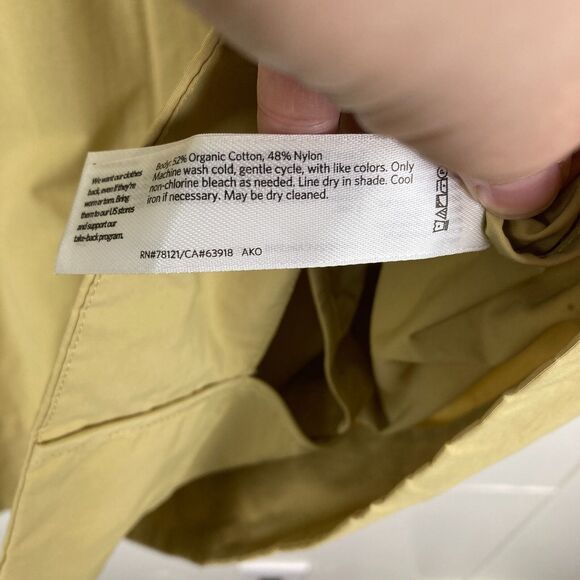 We want our clothes
back, even if they're
worn or torn. Bring
them to our US stores
and support our
take-back program.
Body: 52% Organic Cotton, 48% Nylon
Machine wash cold, gentle cycle, with like colors. Only
non-chlorine bleach as needed. Line dry in shade. Cool
iron if necessary. May be dry cleaned.
RN#78121/CA#63918 AKO